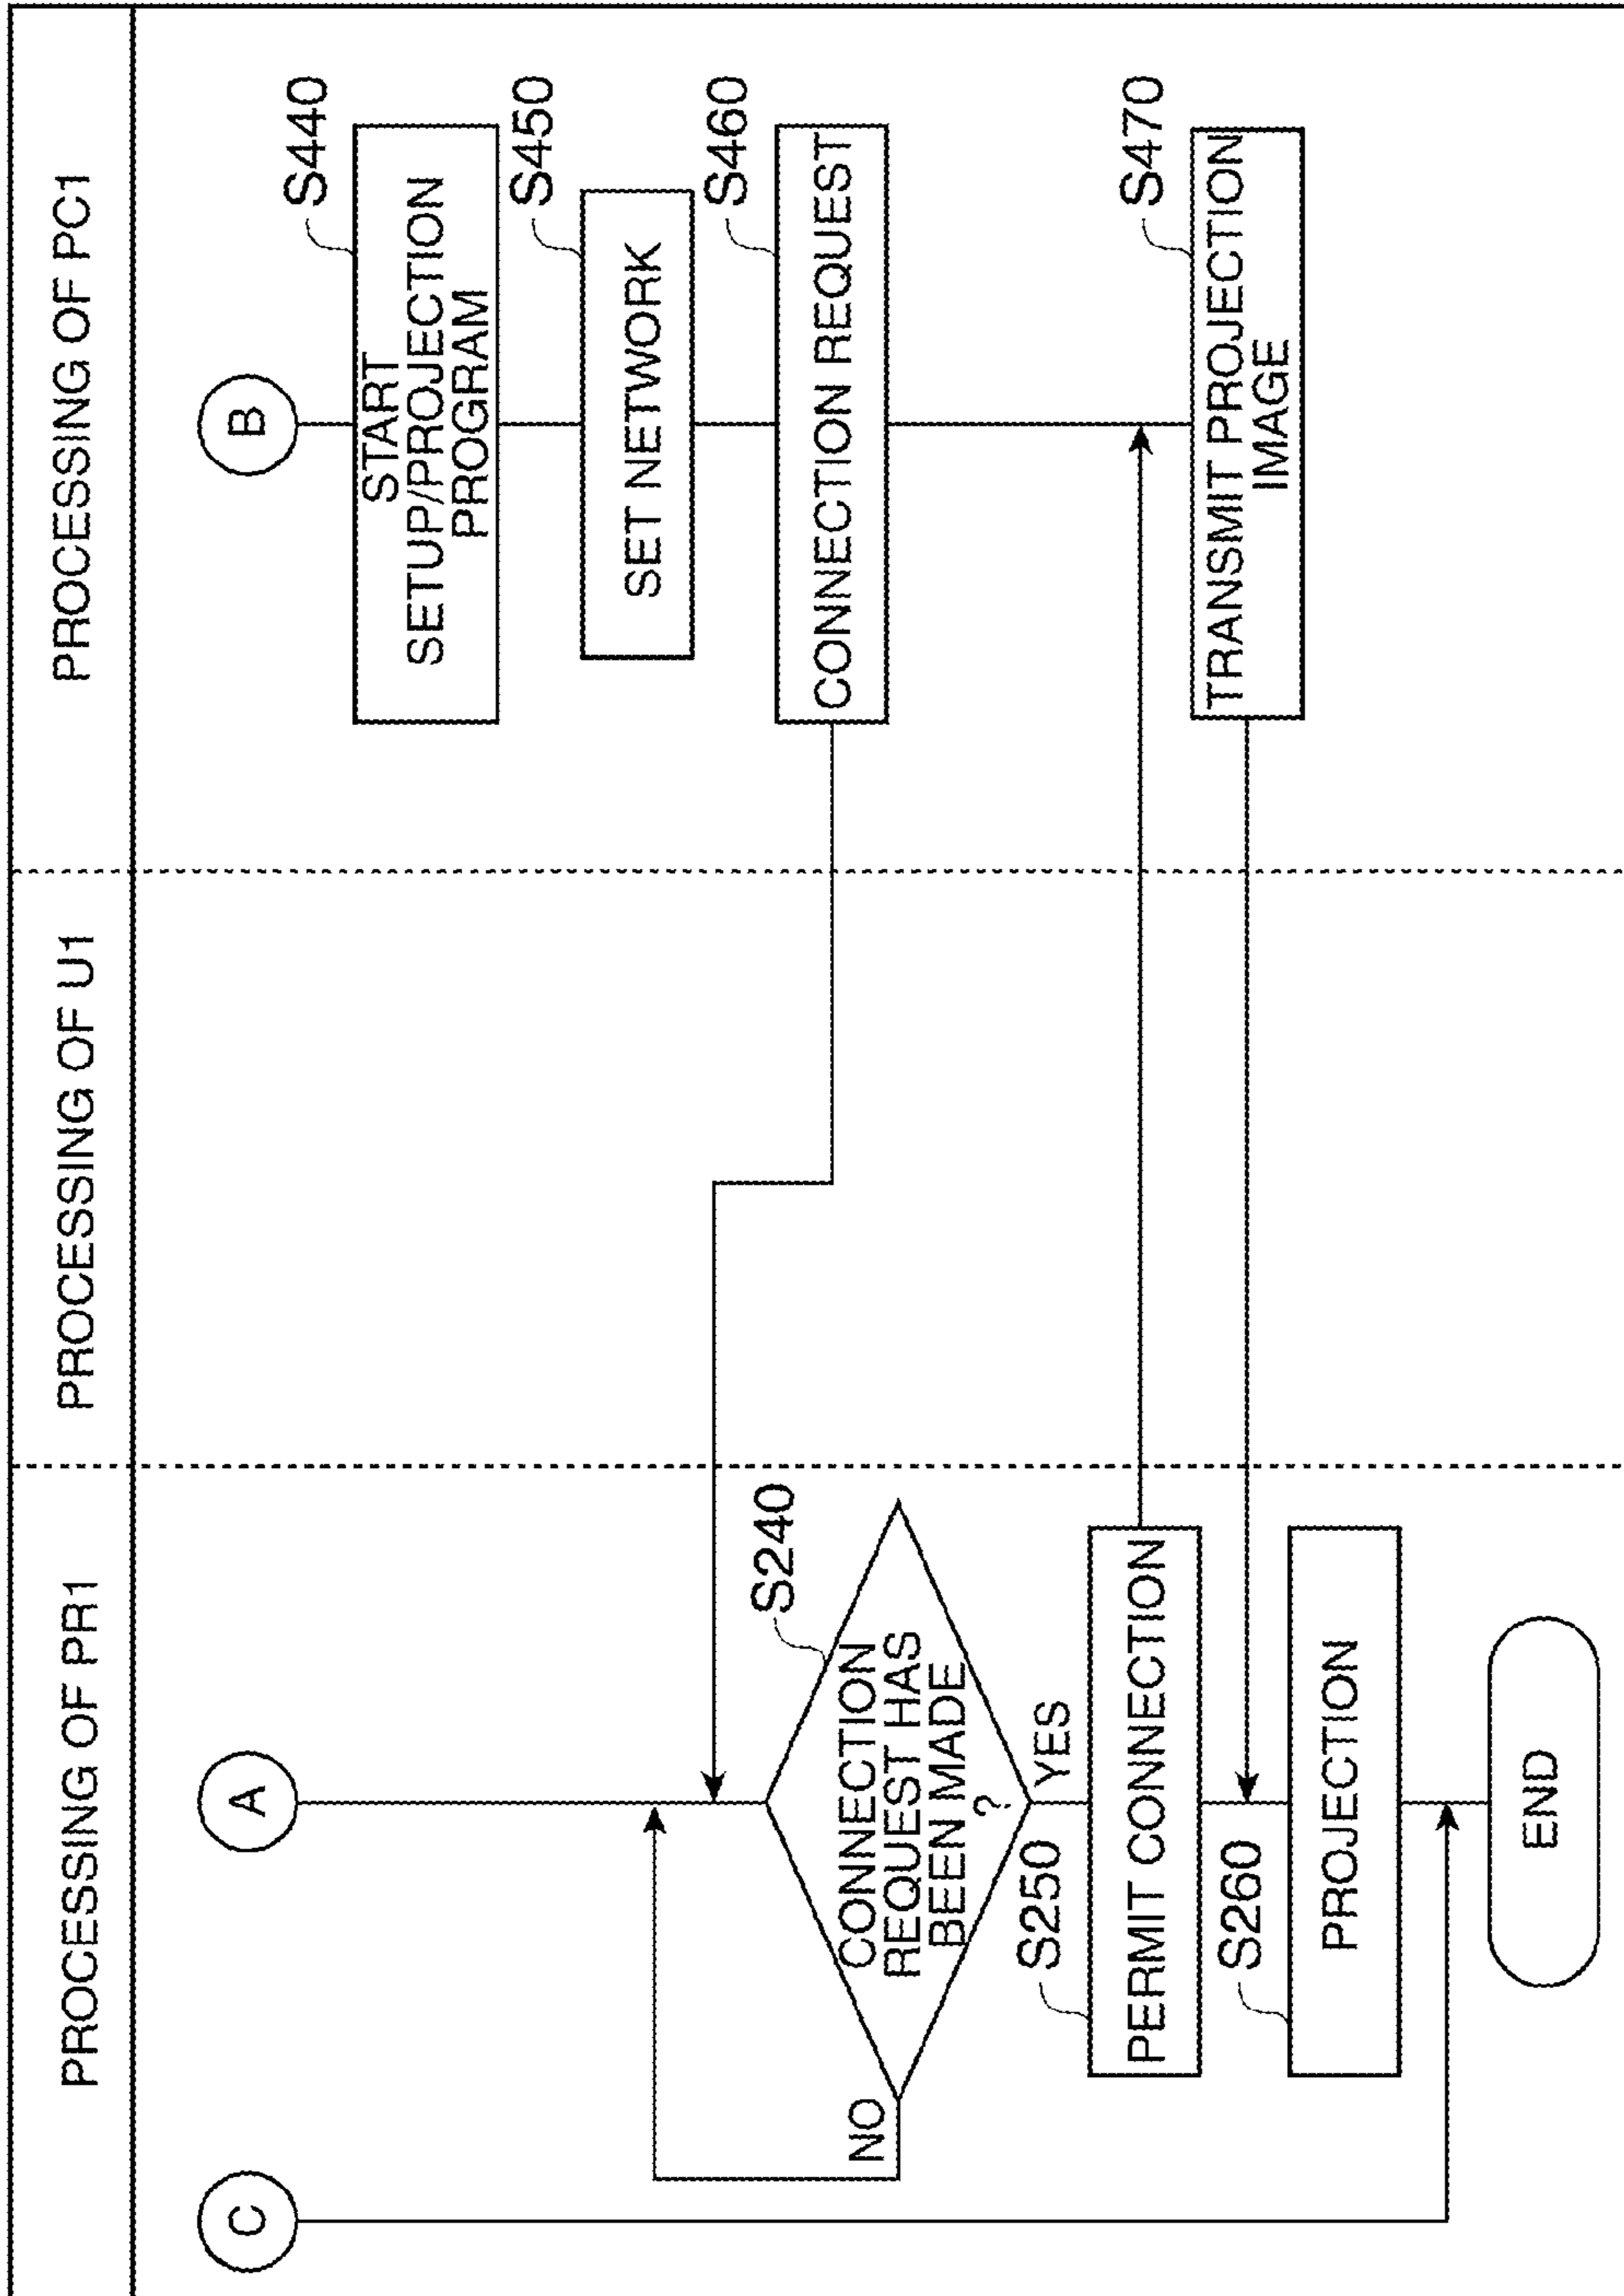 PROCESSING OF PR1
PROCESSING OF U1
PROCESSING OF PC1
C
A
B
START
SETUP/PROJECTION
PROGRAM
S440
SET NETWORK
S450
CONNECTION REQUEST
S460
S240
CONNECTION
REQUEST HAS
BEEN MADE
?
NO
YES
S250
PERMIT CONNECTION
TRANSMIT PROJECTION
IMAGE
S470
S260
PROJECTION
END